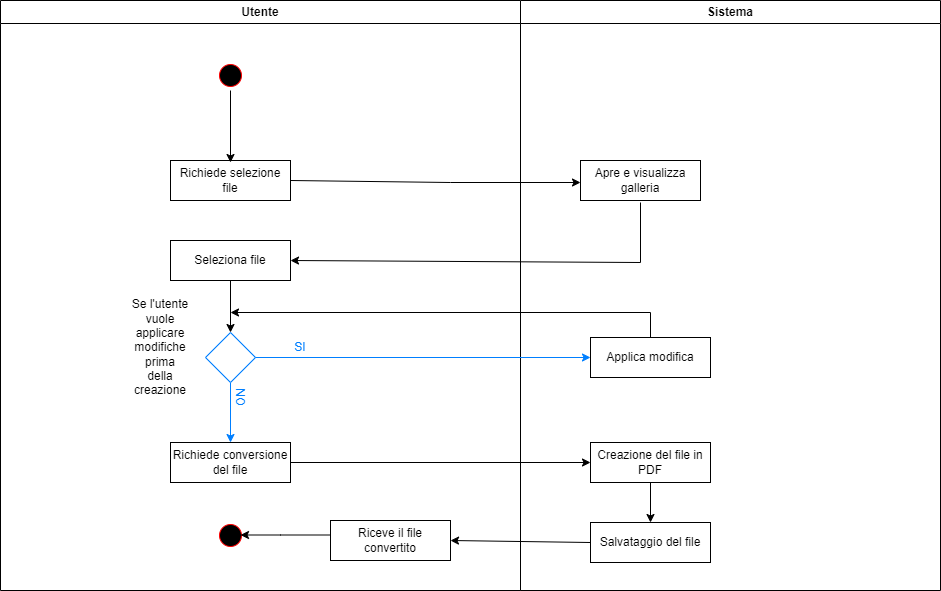 Utente
Sistema
Richiede selezione
file
Apre e visualizza
galleria
Seleziona file
Se l'utente
vuole
applicare
modifiche
prima
della
creazione
SI
Applica modifica
NO
Richiede conversione
del file
Creazione del file in
PDF
Riceve il file
convertito
Salvataggio del file